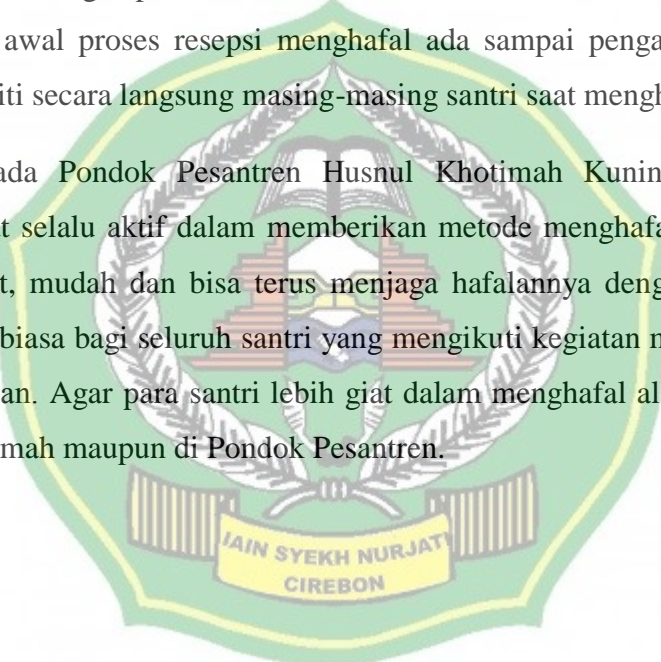 awal proses resepsi menghafal ada sampai penga
iti secara langsung masing-masing santri saat mengh
ada Pondok Pesantren Husnul Khotimah Kunin
t selalu aktif dalam memberikan metode menghafa
t, mudah dan bisa terus menjaga hafalannya deng
biasa bagi seluruh santri yang mengikuti kegiatan m
an. Agar para santri lebih giat dalam menghafal al
mah maupun di Pondok Pesantren.
IAIN SYEKH NURJATI
CIREBON